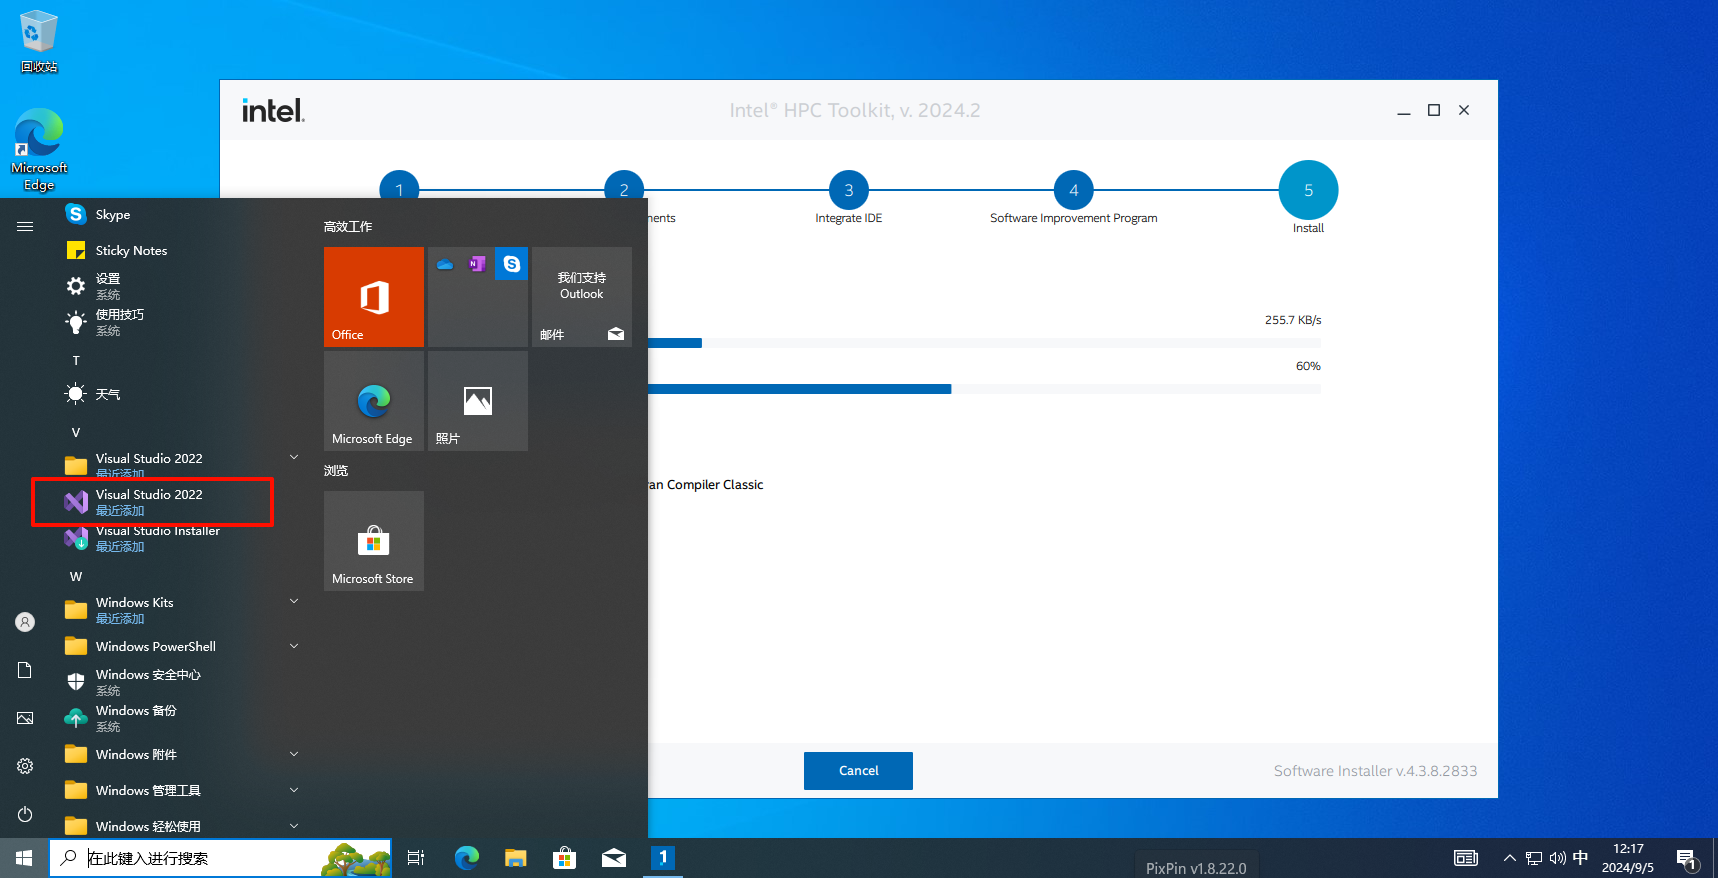 回收站
Microsoft
Edge
intel.
Intel® HPC Toolkit, v. 2024.2
1
2
3
4
5
nents
Integrate IDE
Software Improvement Program
Install
255.7 KB/s
60%
ran Compiler Classic
Cancel
Software Installer v.4.3.8.2833
Skype
Sticky Notes
设置
系统
使用技巧
系统
T
天气
V
Visual Studio 2022
最近添加
Visual Studio 2022
最近添加
Visual Studio Installer
最近添加
W
Windows Kits
最近添加
Windows PowerShell
Windows 安全中心
系统
Windows 备份
系统
Windows 附件
Windows 管理工具
Windows 轻松使用
高效工作
Office
我们支持
Outlook
邮件
Microsoft Edge
照片
浏览
Microsoft Store
在此键入进行搜索
1
PixPin v1.8.22.0
中
12:17
2024/9/5
1